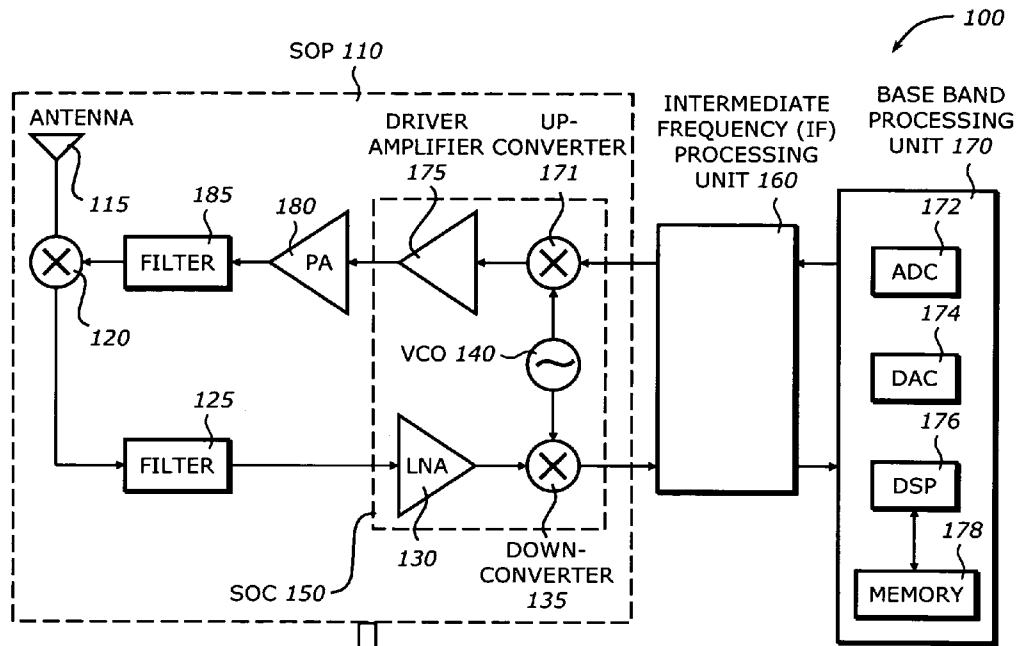 100
SOP 110
ANTENNA
115
DRIVER
AMPLIFIER
175
UP-
CONVERTER
171
INTERMEDIATE
FREQUENCY (IF)
PROCESSING
UNIT 160
BASE BAND
PROCESSING
UNIT 170
185
FILTER
180
PA
120
VCO 140
172
ADC
174
DAC
125
FILTER
LNA
130
176
DSP
SOC 150
DOWN-
CONVERTER
135
178
MEMORY